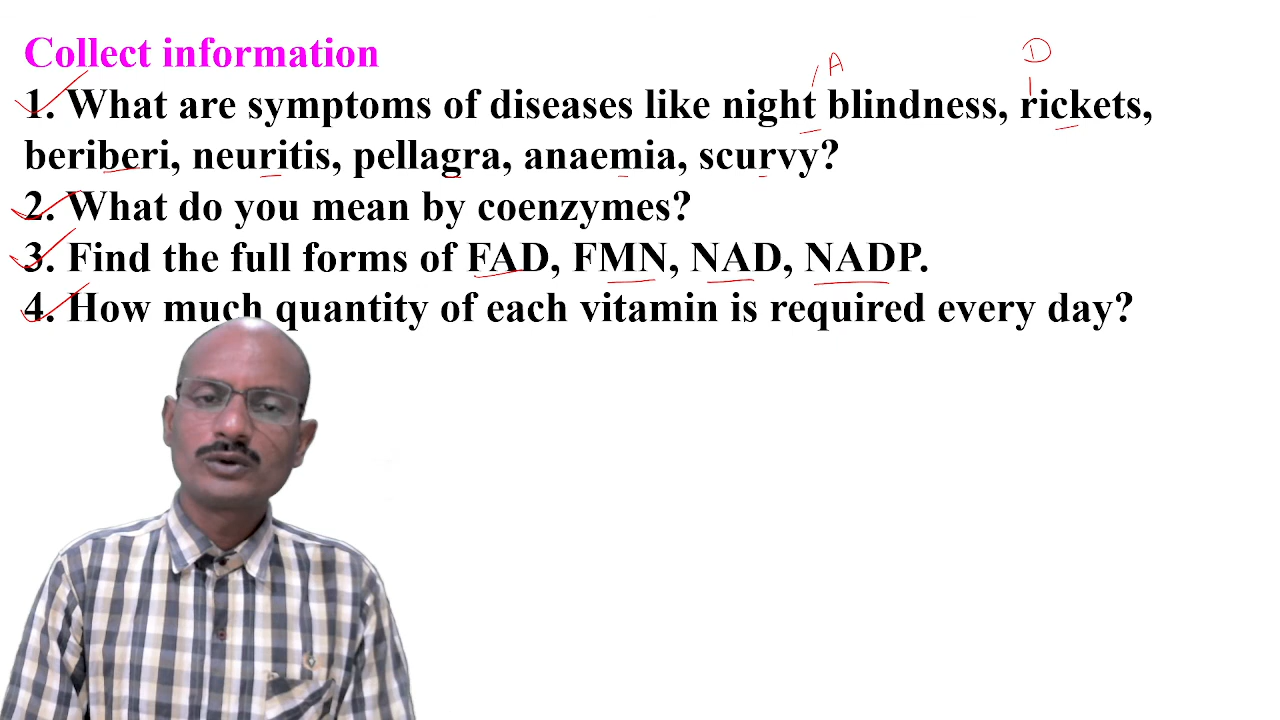 Collect information
A D
1. What are symptoms of diseases like night blindness, rickets,
beriberi, neuritis, pellagra, anaemia, scurvy?
2. What do you mean by coenzymes?
3. Find the full forms of FAD, FMN, NAD, NADP.
4. How much quantity of each vitamin is required every day?